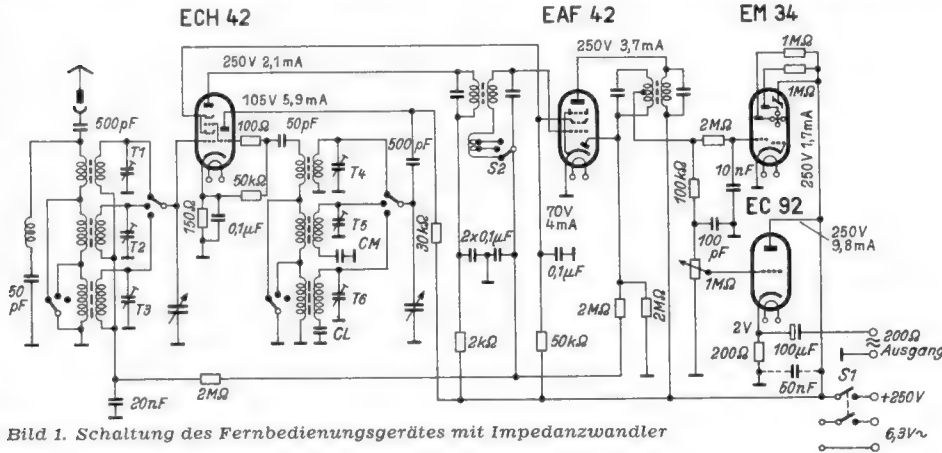 ECH 42
EAF 42
EM 34
250V 2,1mA
250V 3,7mA
1MΩ
1MΩ
105V 5,9mA
500pF
100Ω
50pF
500pF
2MΩ
250V 1,7mA
T1
T4
S2
10nF
50kΩ
100kΩ
150Ω
0,1µF
30kΩ
70V
4mA
EC 92
T2
T5
CM
2x0,1µF
0,1µF
100
pF
250V
9,8mA
50
pF
T3
T6
CL
1MΩ
2MΩ
2MΩ
2V
100µF
200Ω
≈
Ausgang
2kΩ
50kΩ
200Ω
50nF
S1
20nF
2MΩ
+250V
6,3V~
Bild 1. Schaltung des Fernbedienungsgerätes mit Impedanzwandler